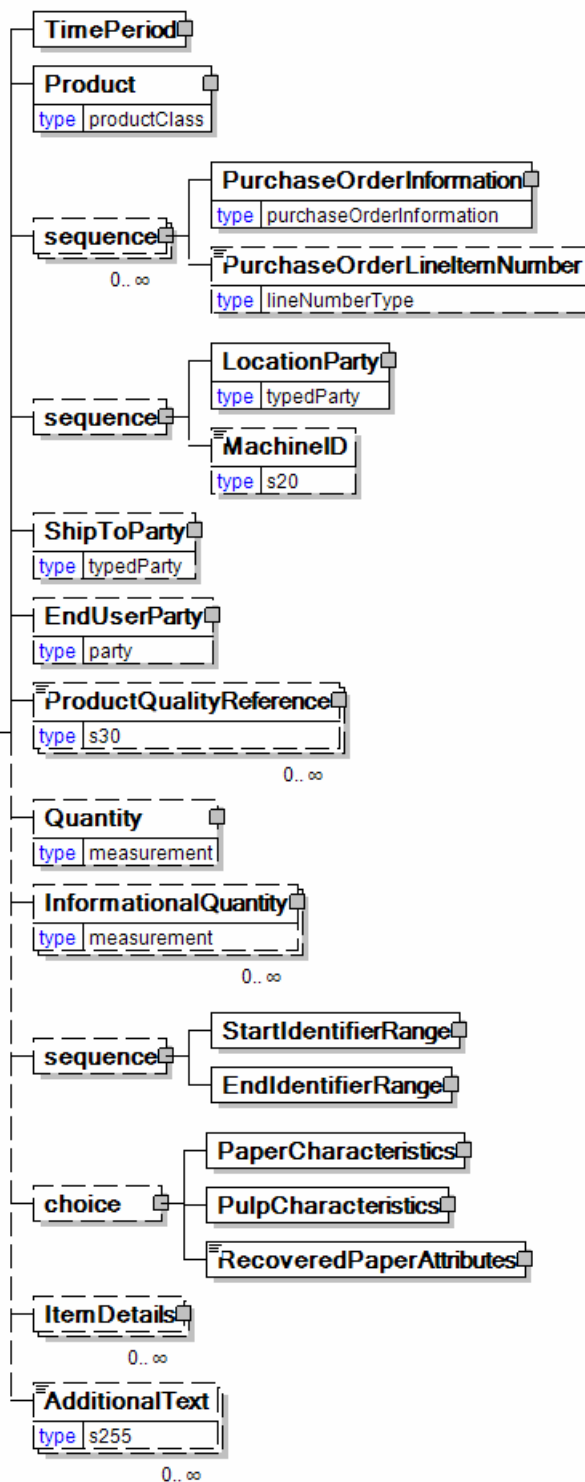 TimePeriod
Product
type productClass
PurchaseOrderInformation
type purchaseOrderInformation
sequence
0.. ∞
PurchaseOrderLineItemNumber
type lineNumberType
LocationParty
type typedParty
sequence
MachineID
type s20
ShipToParty
type typedParty
EndUserParty
type party
ProductQualityReference
type s30
0.. ∞
Quantity
type measurement
InformationalQuantity
type measurement
0.. ∞
StartIdentifierRange
sequence
EndIdentifierRange
PaperCharacteristics
choice
PulpCharacteristics
RecoveredPaperAttributes
ItemDetails
0.. ∞
AdditionalText
type s255
0.. ∞